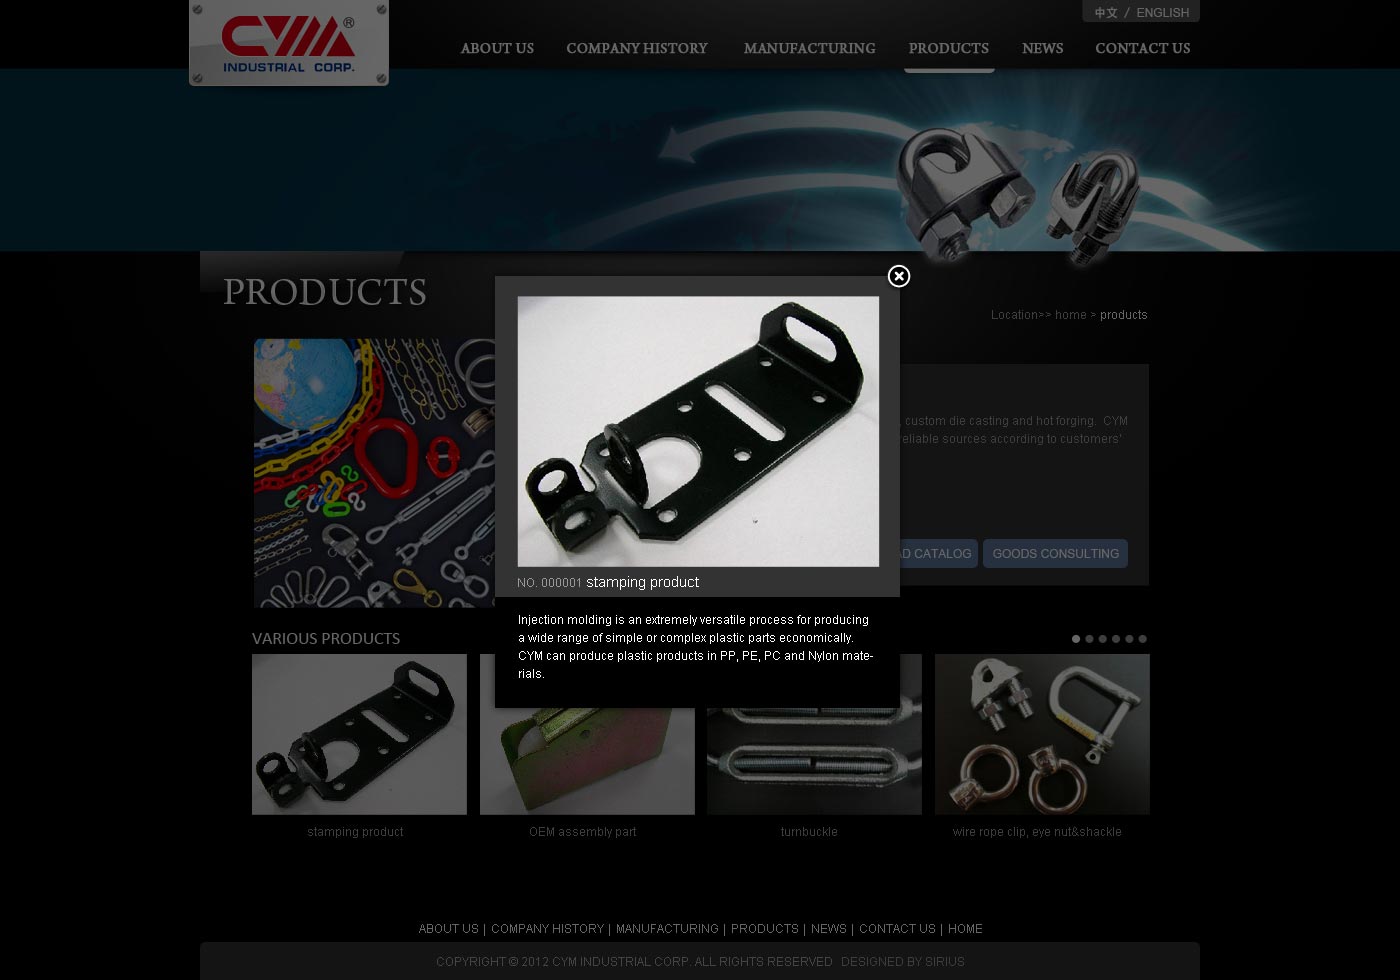 CYM®
INDUSTRIAL CORP.
中文 / ENGLISH
ABOUT US COMPANY HISTORY MANUFACTURING PRODUCTS NEWS CONTACT US
PRODUCTS
Location>> home > products
, custom die casting and hot forging. CYM
reliable sources according to customers'
AD CATALOG GOODS CONSULTING
NO. 000001 stamping product
Injection molding is an extremely versatile process for producing
a wide range of simple or complex plastic parts economically.
CYM can produce plastic products in PP, PE, PC and Nylon mate-
rials.
VARIOUS PRODUCTS
stamping product OEM assembly part turnbuckle wire rope clip, eye nut&shackle
ABOUT US | COMPANY HISTORY | MANUFACTURING | PRODUCTS | NEWS | CONTACT US | HOME
COPYRIGHT © 2012 CYM INDUSTRIAL CORP. ALL RIGHTS RESERVED DESIGNED BY SIRIUS